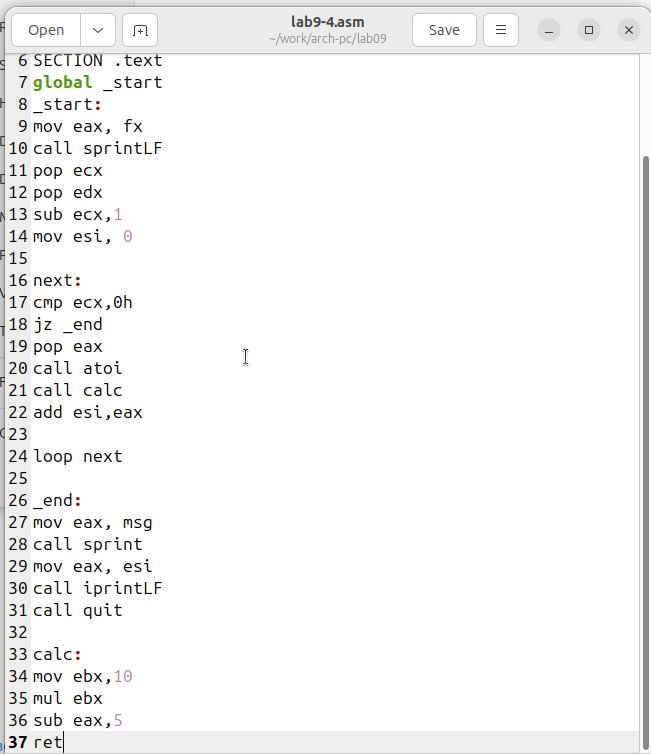 Open
lab9-4.asm
~/work/arch-pc/lab09
Save
6 SECTION .text
7 global _start
8 _start:
9 mov eax, fx
10 call sprintLF
11 pop ecx
12 pop edx
13 sub ecx,1
14 mov esi, 0
15
16 next:
17 cmp ecx,0h
18 jz _end
19 pop eax
20 call atoi
21 call calc
22 add esi,eax
23
24 loop next
25
26 _end:
27 mov eax, msg
28 call sprint
29 mov eax, esi
30 call iprintLF
31 call quit
32
33 calc:
34 mov ebx,10
35 mul ebx
36 sub eax,5
37 ret